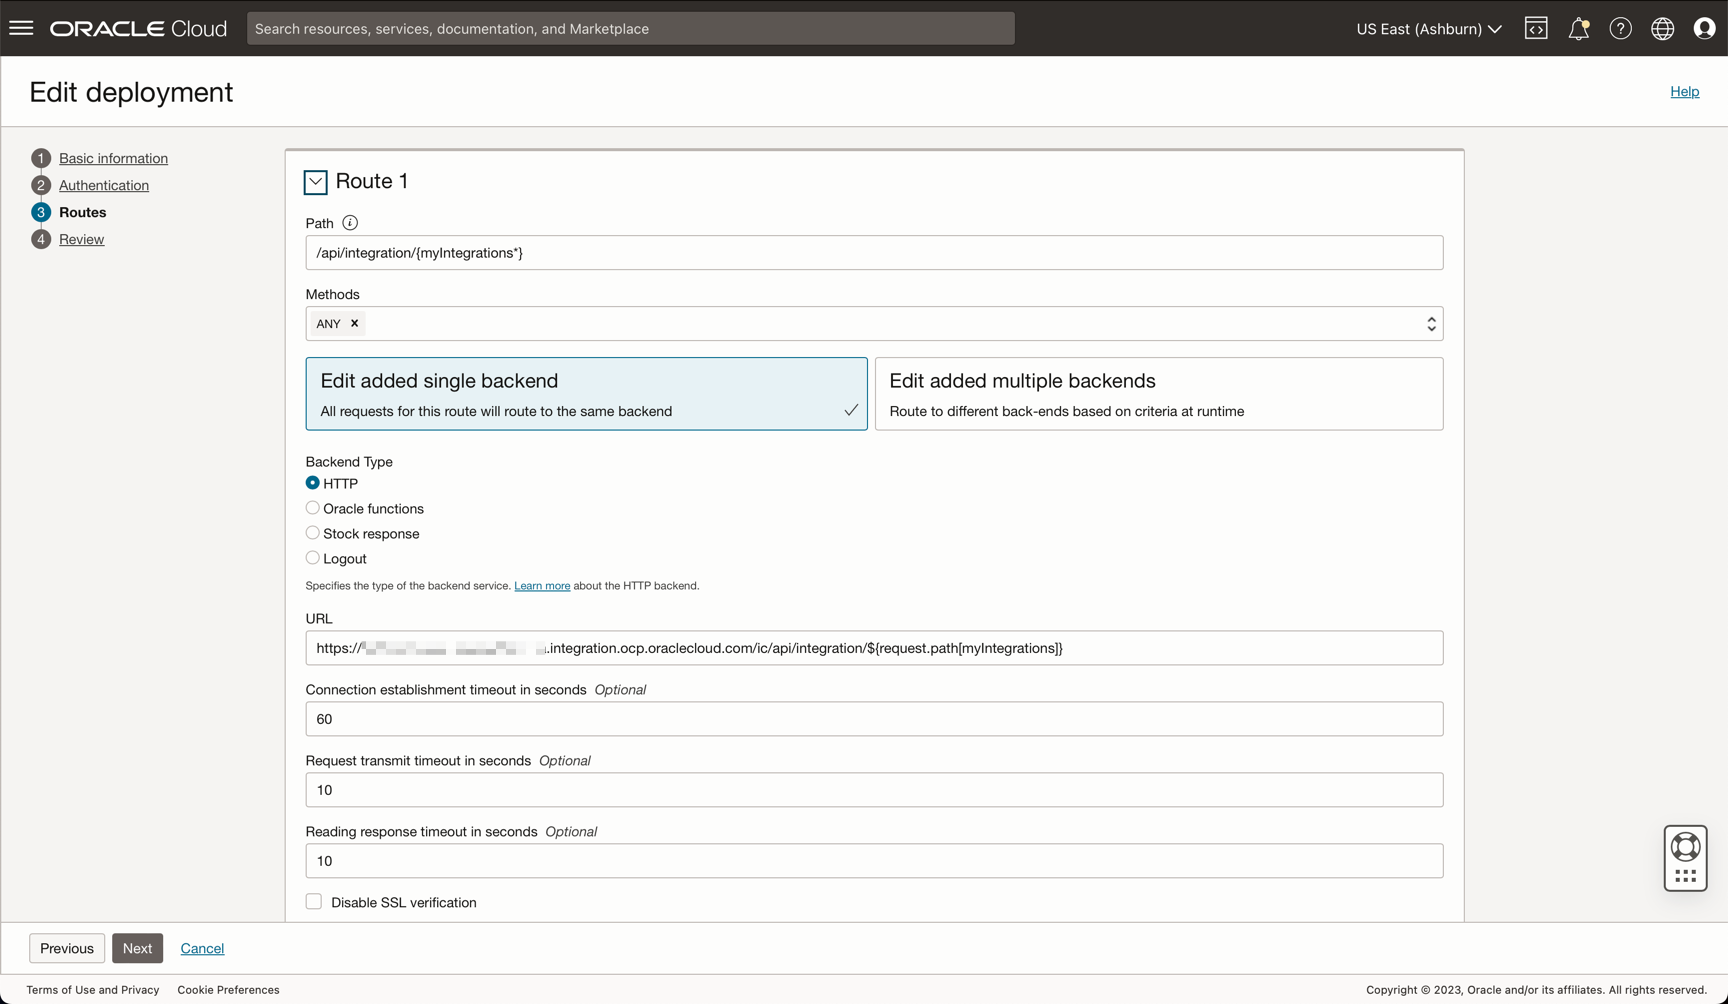 ORACLE Cloud
Search resources, services, documentation, and Marketplace
US East (Ashburn)
Edit deployment
Help
1 Basic information
2 Authentication
3 Routes
4 Review
Route 1
Path
/api/integration/{myIntegrations*}
Methods
ANY ×
Edit added single backend
All requests for this route will route to the same backend
Edit added multiple backends
Route to different back-ends based on criteria at runtime
Backend Type
HTTP
Oracle functions
Stock response
Logout
Specifies the type of the backend service. Learn more about the HTTP backend.
URL
https:// .integration.ocp.oraclecloud.com/ic/api/integration/${request.path[myIntegrations]}
Connection establishment timeout in seconds Optional
60
Request transmit timeout in seconds Optional
10
Reading response timeout in seconds Optional
10
Disable SSL verification
Previous Next Cancel
Terms of Use and Privacy Cookie Preferences
Copyright © 2023, Oracle and/or its affiliates. All rights reserved.